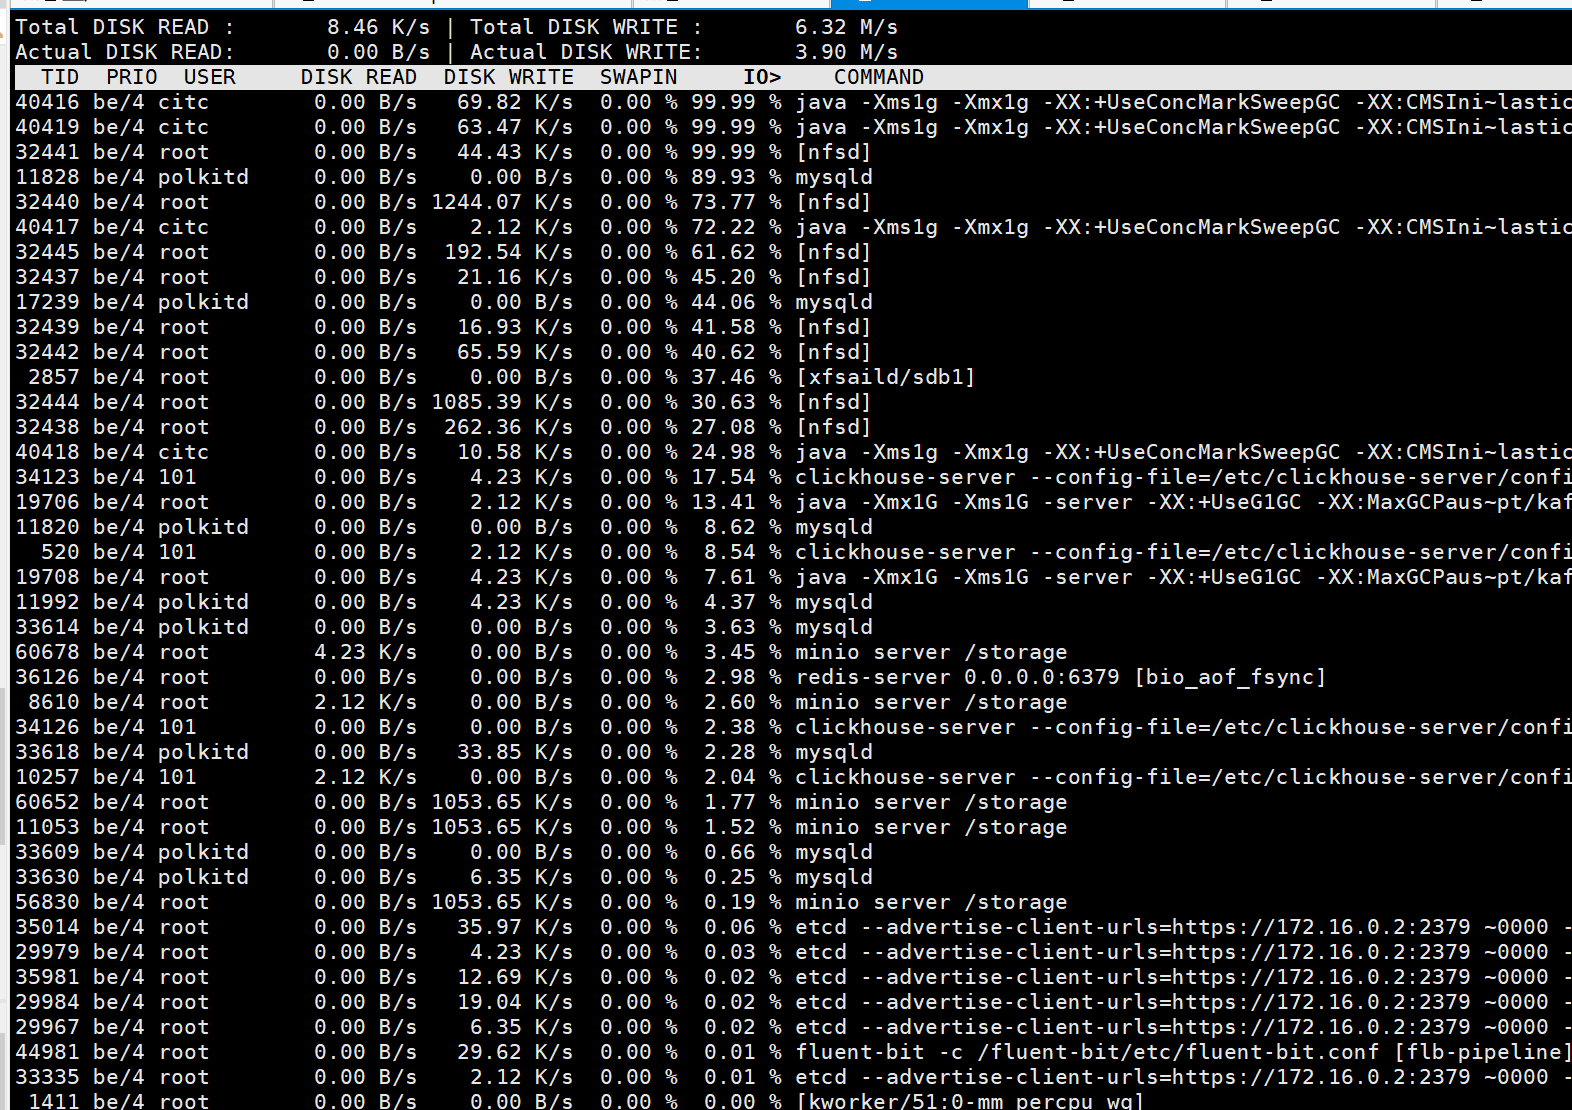 Total DISK READ :       8.46 K/s | Total DISK WRITE :       6.32 M/s
Actual DISK READ:       0.00 B/s | Actual DISK WRITE:       3.90 M/s
  TID  PRIO  USER     DISK READ  DISK WRITE  SWAPIN     IO>    COMMAND
40416 be/4 citc        0.00 B/s   69.82 K/s  0.00 % 99.99 % java -Xms1g -Xmx1g -XX:+UseConcMarkSweepGC -XX:CMSIni~lastic
40419 be/4 citc        0.00 B/s   63.47 K/s  0.00 % 99.99 % java -Xms1g -Xmx1g -XX:+UseConcMarkSweepGC -XX:CMSIni~lastic
32441 be/4 root        0.00 B/s   44.43 K/s  0.00 % 99.99 % [nfsd]
11828 be/4 polkitd     0.00 B/s    0.00 B/s  0.00 % 89.93 % mysqld
32440 be/4 root        0.00 B/s 1244.07 K/s  0.00 % 73.77 % [nfsd]
40417 be/4 citc        0.00 B/s    2.12 K/s  0.00 % 72.22 % java -Xms1g -Xmx1g -XX:+UseConcMarkSweepGC -XX:CMSIni~lastic
32445 be/4 root        0.00 B/s  192.54 K/s  0.00 % 61.62 % [nfsd]
32437 be/4 root        0.00 B/s   21.16 K/s  0.00 % 45.20 % [nfsd]
17239 be/4 polkitd     0.00 B/s    0.00 B/s  0.00 % 44.06 % mysqld
32439 be/4 root        0.00 B/s   16.93 K/s  0.00 % 41.58 % [nfsd]
32442 be/4 root        0.00 B/s   65.59 K/s  0.00 % 40.62 % [nfsd]
 2857 be/4 root        0.00 B/s    0.00 B/s  0.00 % 37.46 % [xfsaild/sdb1]
32444 be/4 root        0.00 B/s 1085.39 K/s  0.00 % 30.63 % [nfsd]
32438 be/4 root        0.00 B/s  262.36 K/s  0.00 % 27.08 % [nfsd]
40418 be/4 citc        0.00 B/s   10.58 K/s  0.00 % 24.98 % java -Xms1g -Xmx1g -XX:+UseConcMarkSweepGC -XX:CMSIni~lastic
34123 be/4 101         0.00 B/s    4.23 K/s  0.00 % 17.54 % clickhouse-server --config-file=/etc/clickhouse-server/confi
19706 be/4 root        0.00 B/s    2.12 K/s  0.00 % 13.41 % java -Xmx1G -Xms1G -server -XX:+UseG1GC -XX:MaxGCPaus~pt/kaf
11820 be/4 polkitd     0.00 B/s    0.00 B/s  0.00 %  8.62 % mysqld
  520 be/4 101         0.00 B/s    2.12 K/s  0.00 %  8.54 % clickhouse-server --config-file=/etc/clickhouse-server/confi
19708 be/4 root        0.00 B/s    4.23 K/s  0.00 %  7.61 % java -Xmx1G -Xms1G -server -XX:+UseG1GC -XX:MaxGCPaus~pt/kaf
11992 be/4 polkitd     0.00 B/s    4.23 K/s  0.00 %  4.37 % mysqld
33614 be/4 polkitd     0.00 B/s    0.00 B/s  0.00 %  3.63 % mysqld
60678 be/4 root        4.23 K/s    0.00 B/s  0.00 %  3.45 % minio server /storage
36126 be/4 root        0.00 B/s    0.00 B/s  0.00 %  2.98 % redis-server 0.0.0.0:6379 [bio_aof_fsync]
 8610 be/4 root        2.12 K/s    0.00 B/s  0.00 %  2.60 % minio server /storage
34126 be/4 101         0.00 B/s    0.00 B/s  0.00 %  2.38 % clickhouse-server --config-file=/etc/clickhouse-server/confi
33618 be/4 polkitd     0.00 B/s   33.85 K/s  0.00 %  2.28 % mysqld
10257 be/4 101         2.12 K/s    0.00 B/s  0.00 %  2.04 % clickhouse-server --config-file=/etc/clickhouse-server/confi
60652 be/4 root        0.00 B/s 1053.65 K/s  0.00 %  1.77 % minio server /storage
11053 be/4 root        0.00 B/s 1053.65 K/s  0.00 %  1.52 % minio server /storage
33609 be/4 polkitd     0.00 B/s    0.00 B/s  0.00 %  0.66 % mysqld
33630 be/4 polkitd     0.00 B/s    6.35 K/s  0.00 %  0.25 % mysqld
56830 be/4 root        0.00 B/s 1053.65 K/s  0.00 %  0.19 % minio server /storage
35014 be/4 root        0.00 B/s   35.97 K/s  0.00 %  0.06 % etcd --advertise-client-urls=https://172.16.0.2:2379 ~0000 -
29979 be/4 root        0.00 B/s    4.23 K/s  0.00 %  0.03 % etcd --advertise-client-urls=https://172.16.0.2:2379 ~0000 -
35981 be/4 root        0.00 B/s   12.69 K/s  0.00 %  0.02 % etcd --advertise-client-urls=https://172.16.0.2:2379 ~0000 -
29984 be/4 root        0.00 B/s   19.04 K/s  0.00 %  0.02 % etcd --advertise-client-urls=https://172.16.0.2:2379 ~0000 -
29967 be/4 root        0.00 B/s    6.35 K/s  0.00 %  0.02 % etcd --advertise-client-urls=https://172.16.0.2:2379 ~0000 -
44981 be/4 root        0.00 B/s   29.62 K/s  0.00 %  0.01 % fluent-bit -c /fluent-bit/etc/fluent-bit.conf [flb-pipeline]
33335 be/4 root        0.00 B/s    2.12 K/s  0.00 %  0.01 % etcd --advertise-client-urls=https://172.16.0.2:2379 ~0000 -
 1411 be/4 root        0.00 B/s    0.00 B/s  0.00 %  0.00 % [kworker/51:0-mm_percpu_wq]